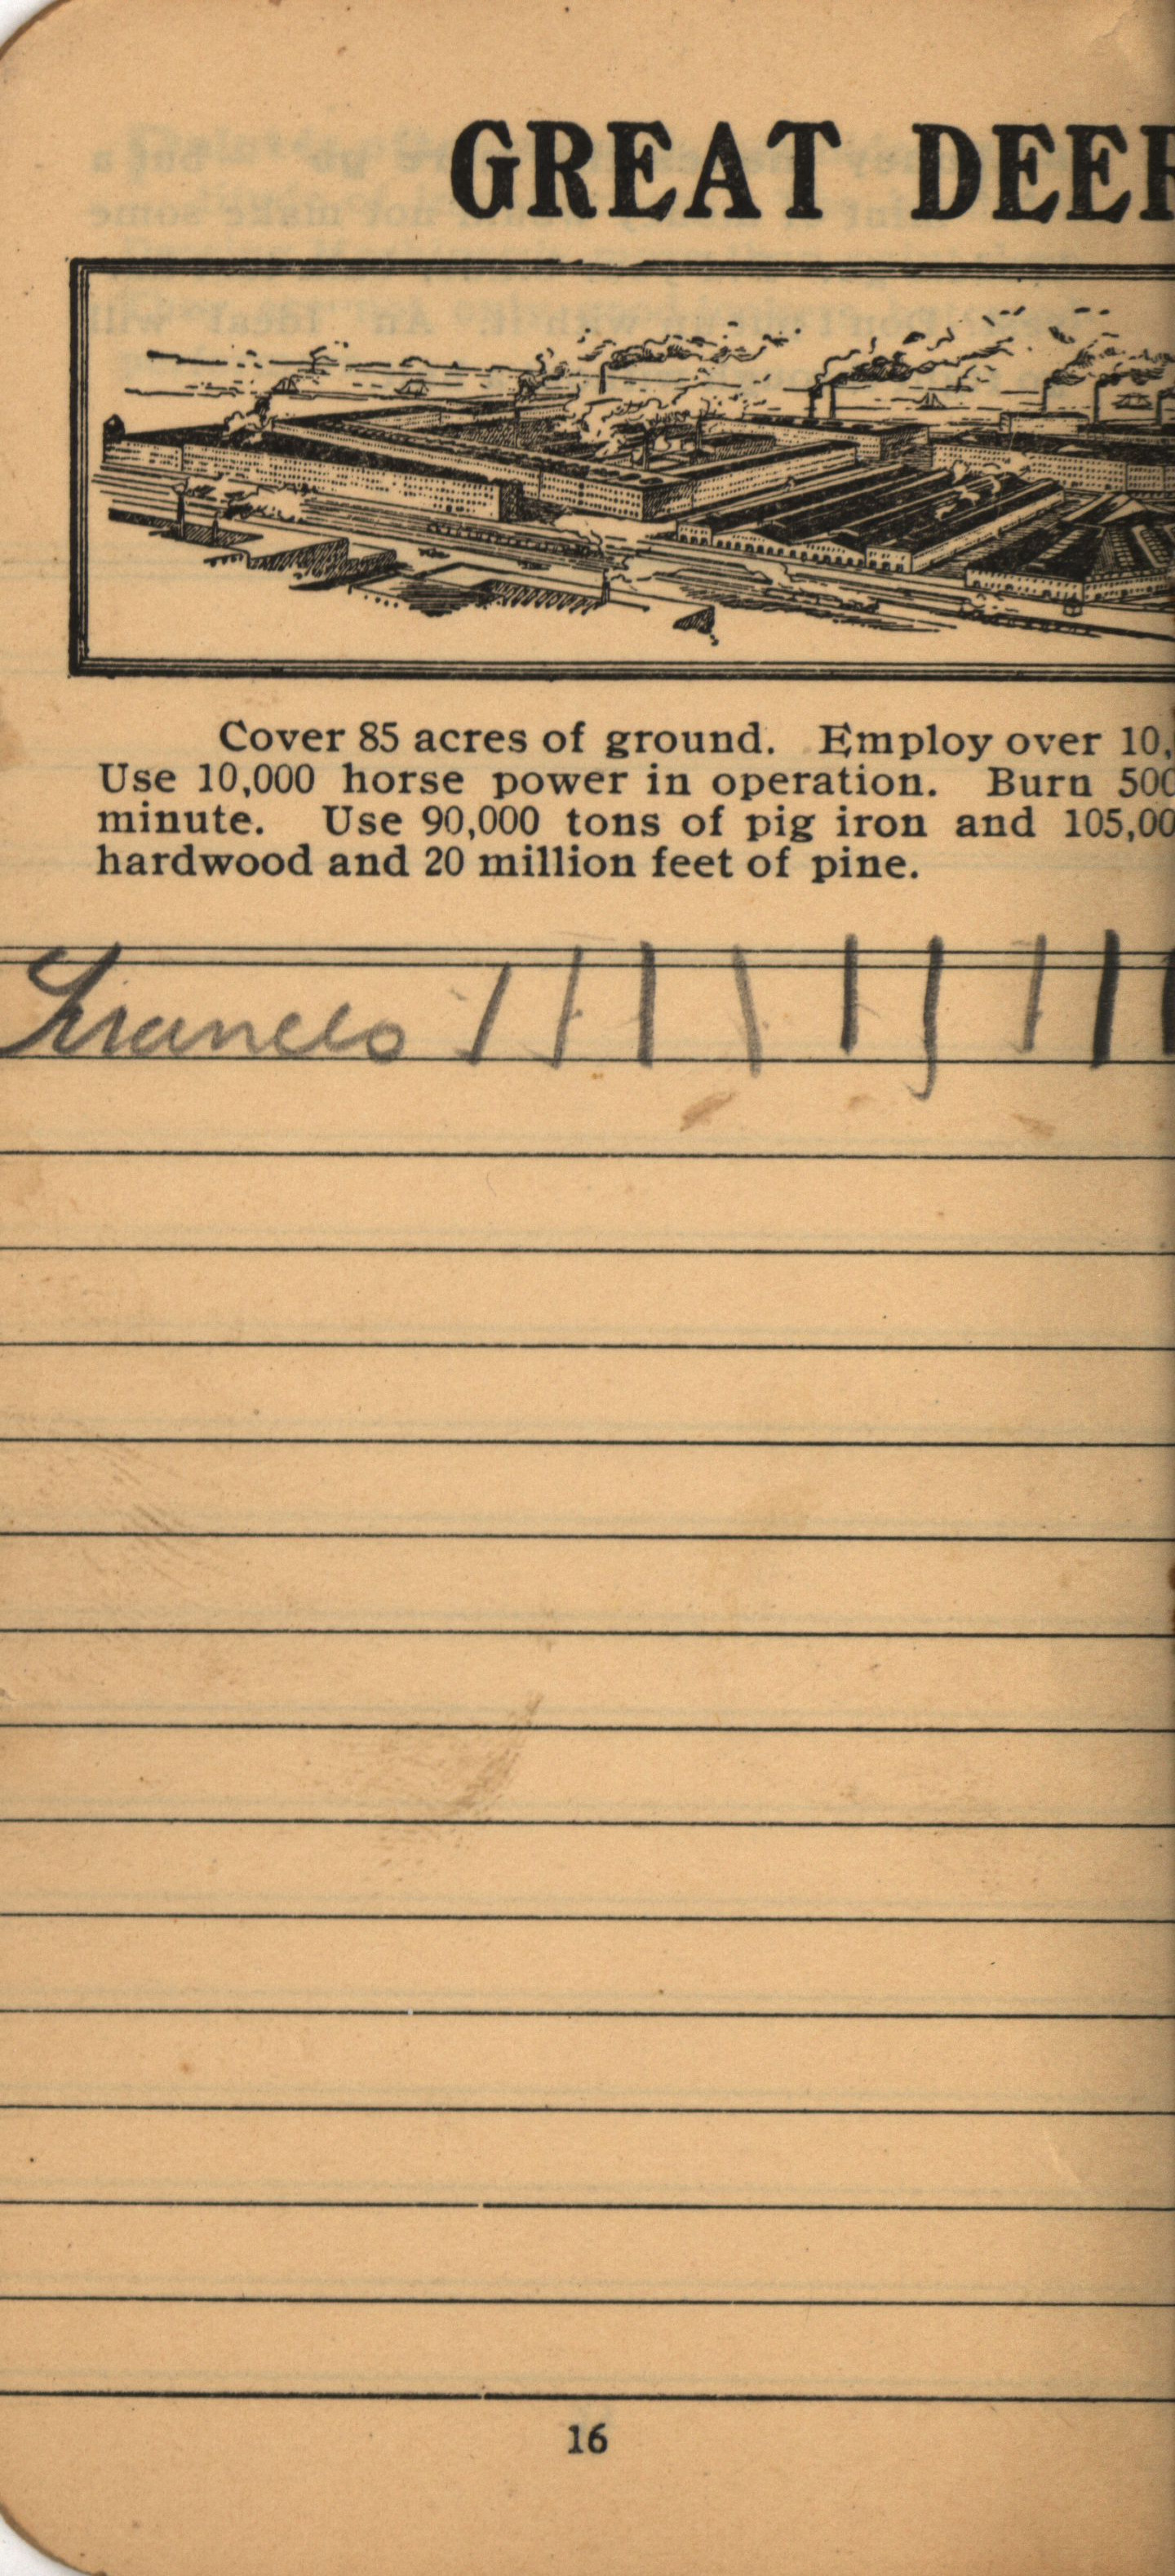 GREAT DEER
Cover 85 acres of ground. Employ over 10,
Use 10,000 horse power in operation. Burn 500
minute. Use 90,000 tons of pig iron and 105,00
hardwood and 20 million feet of pine.
Francis
16